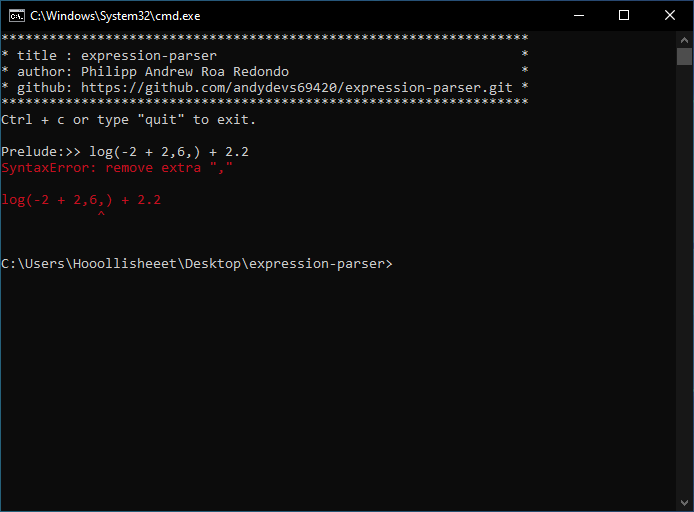 C:\Windows\System32\cmd.exe
******************************************************************
* title : expression-parser                                      *
* author: Philipp Andrew Roa Redondo                             *
* github: https://github.com/andydevs69420/expression-parser.git *
******************************************************************
Ctrl + c or type "quit" to exit.
Prelude:>> log(-2 + 2,6,) + 2.2
SyntaxError: remove extra ","
log(-2 + 2,6,) + 2.2
            ^
C:\Users\Hooollisheeet\Desktop\expression-parser>